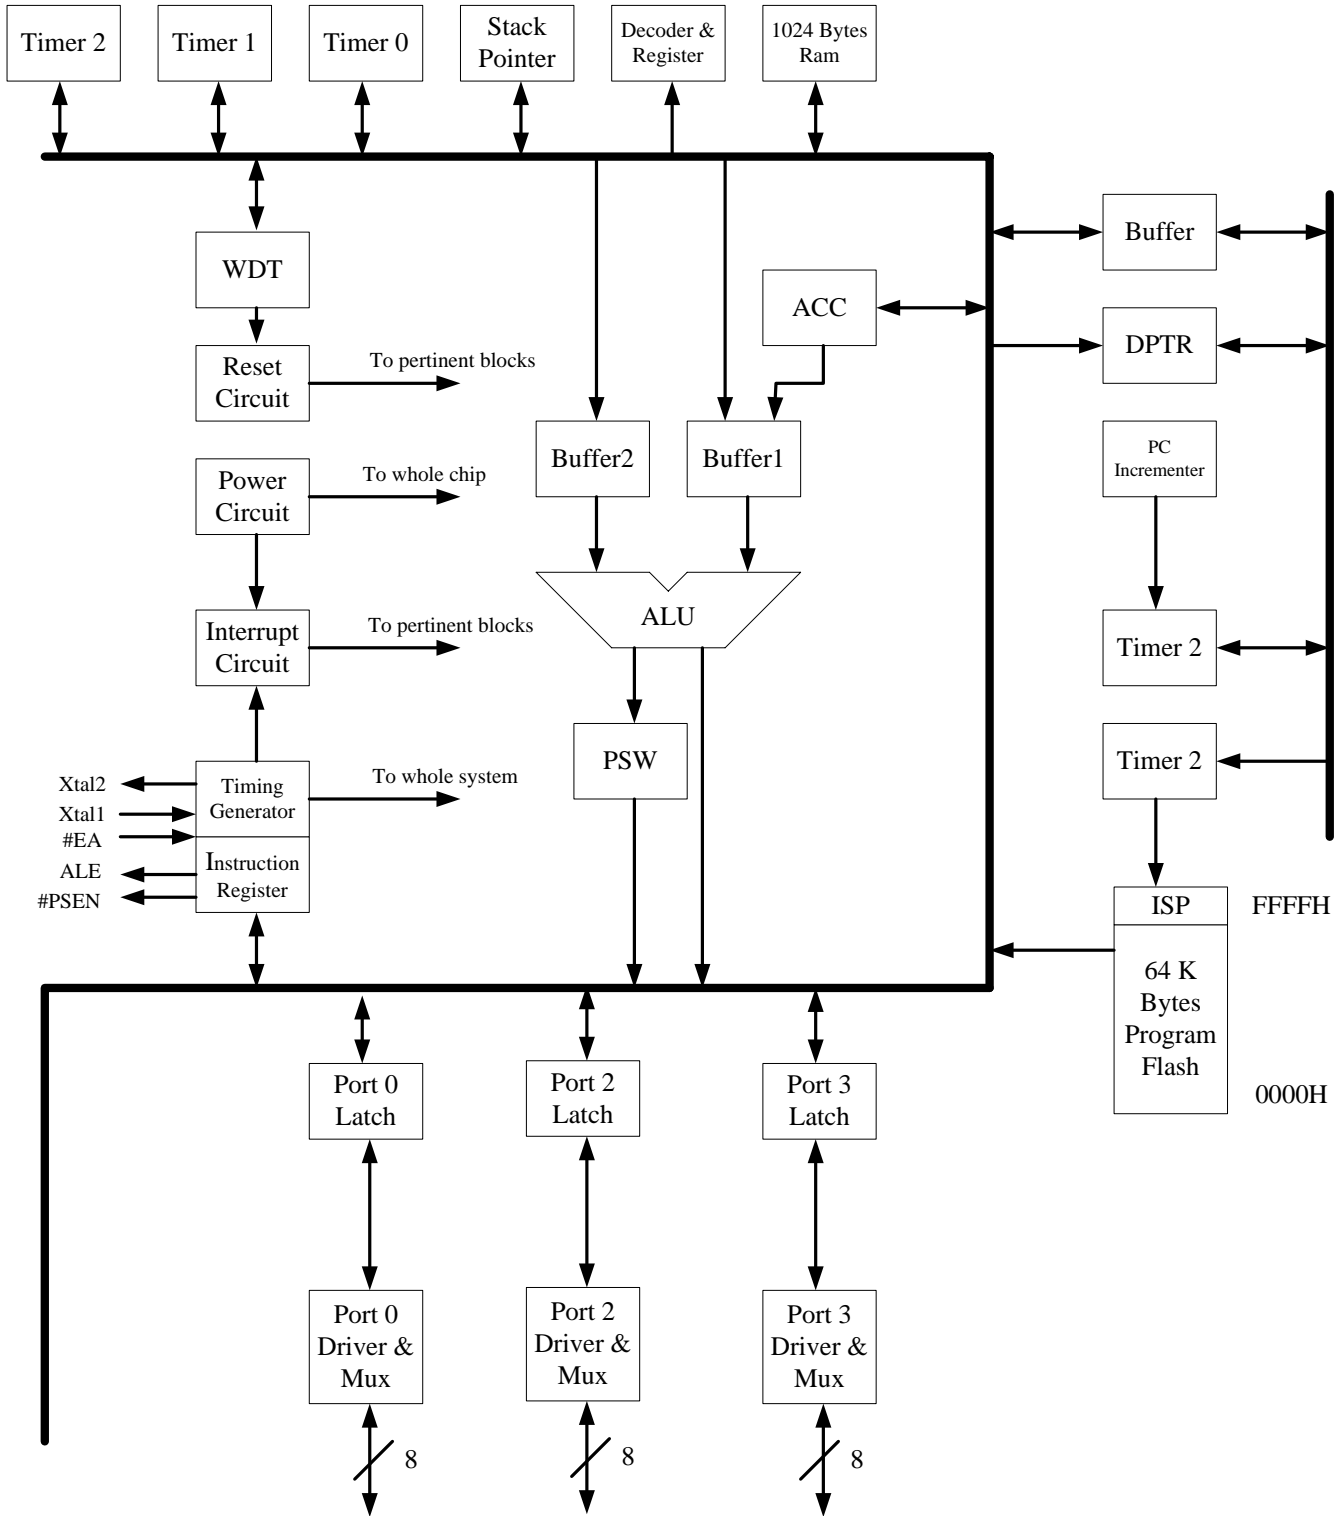 Timer 2
Timer 1
Timer 0
Stack
Pointer
Decoder &
Register
1024 Bytes
Ram
WDT
Buffer
ACC
DPTR
Reset
Circuit
To pertinent blocks
Buffer2
Buffer1
PC
Incrementer
Power
Circuit
To whole chip
ALU
Interrupt
Circuit
To pertinent blocks
Timer 2
PSW
Timer 2
Xtal2
Xtal1
#EA
ALE
#PSEN
Timing
Generator
Instruction
Register
To whole system
ISP
FFFFH
64 K
Bytes
Program
Flash
0000H
Port 0
Latch
Port 2
Latch
Port 3
Latch
Port 0
Driver &
Mux
Port 2
Driver &
Mux
Port 3
Driver &
Mux
8
8
8